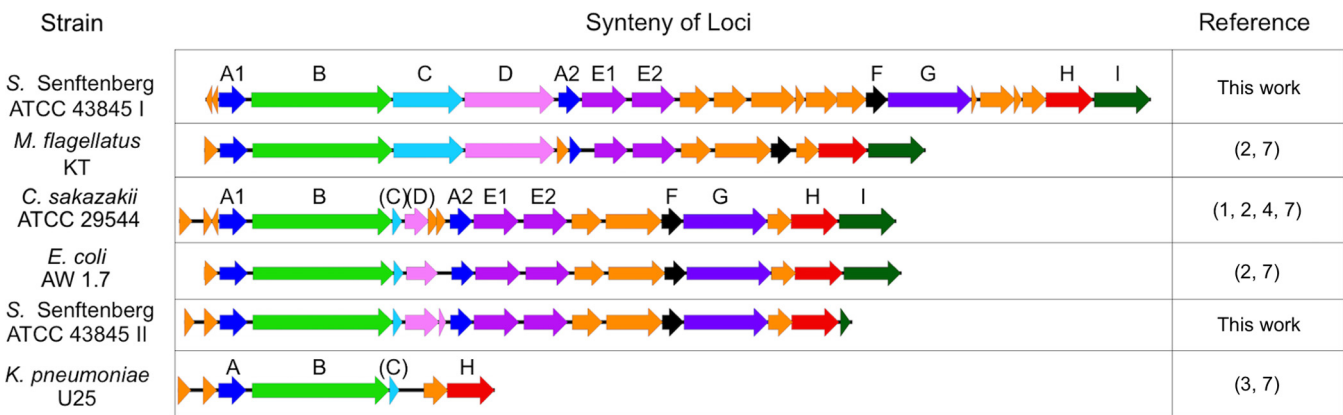 Strain Synteny of Loci Reference
A1 B C D A2 E1 E2 F G H I
S. Senftenberg
ATCC 43845 I
This work
M. flagellatus
KT
(2, 7)
A1 B (C)(D) A2 E1 E2 F G H I
C. sakazakii
ATCC 29544
(1, 2, 4, 7)
E. coli
AW 1.7
(2, 7)
S. Senftenberg
ATCC 43845 II
This work
A B (C) H
K. pneumoniae
U25
(3, 7)